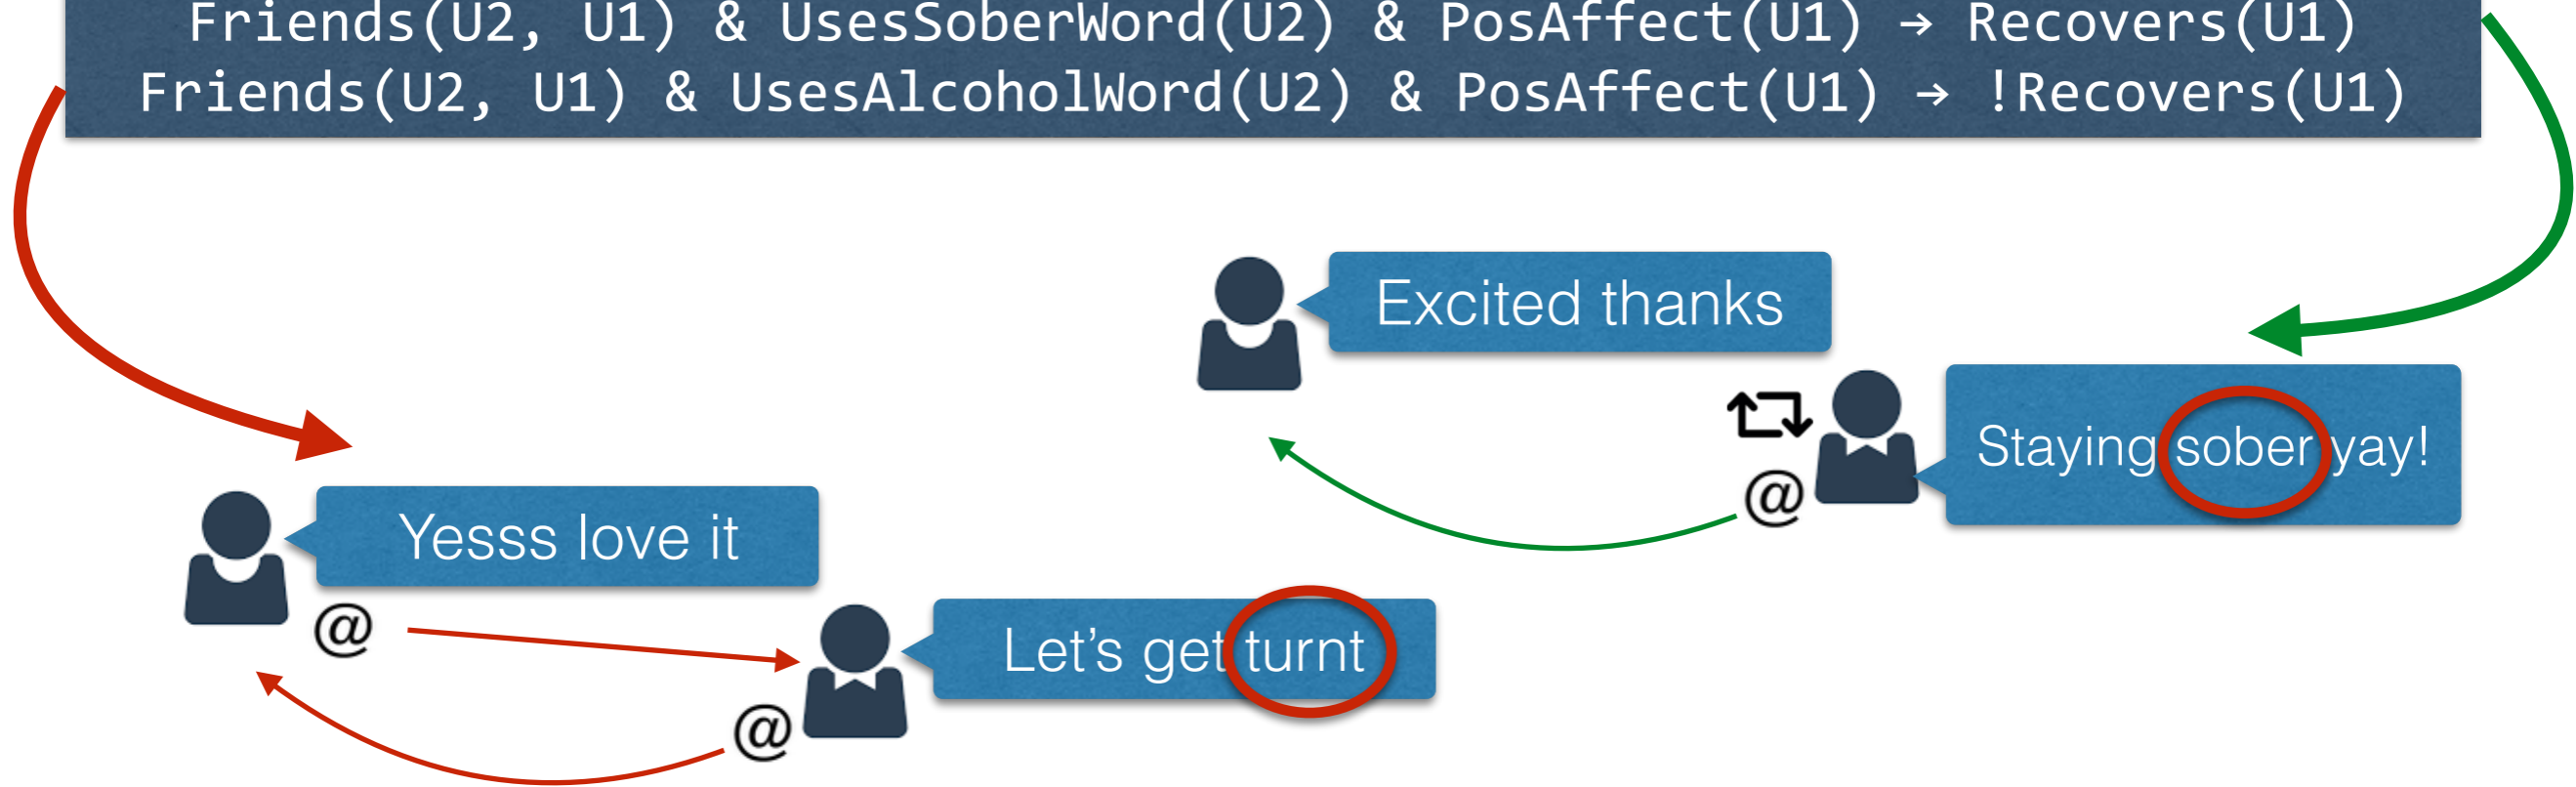 Friends(U2, U1) & UsesSoberWord(U2) & PosAffect(U1) → Recovers(U1)
Friends(U2, U1) & UsesAlcoholWord(U2) & PosAffect(U1) → !Recovers(U1)
Excited thanks
Staying sober yay!
@
Yesss love it
@
Let’s get turnt
@